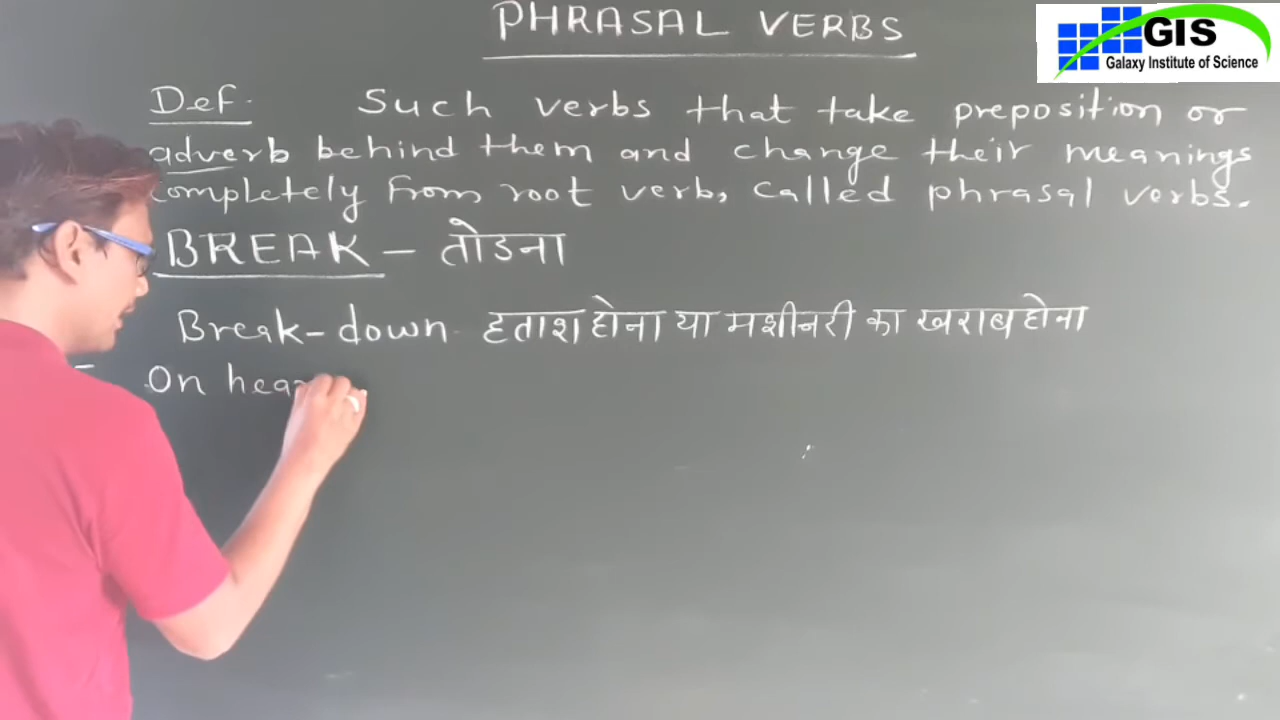 PHRASAL VERBS
GIS
Galaxy Institute of Science
Def. Such verbs that take preposition or
adverb behind them and change their meanings
completely from root verb, called phrasal verbs.
BREAK - तोडना
Break-down हताश होना या मशीनरी का खराब होना
On hear